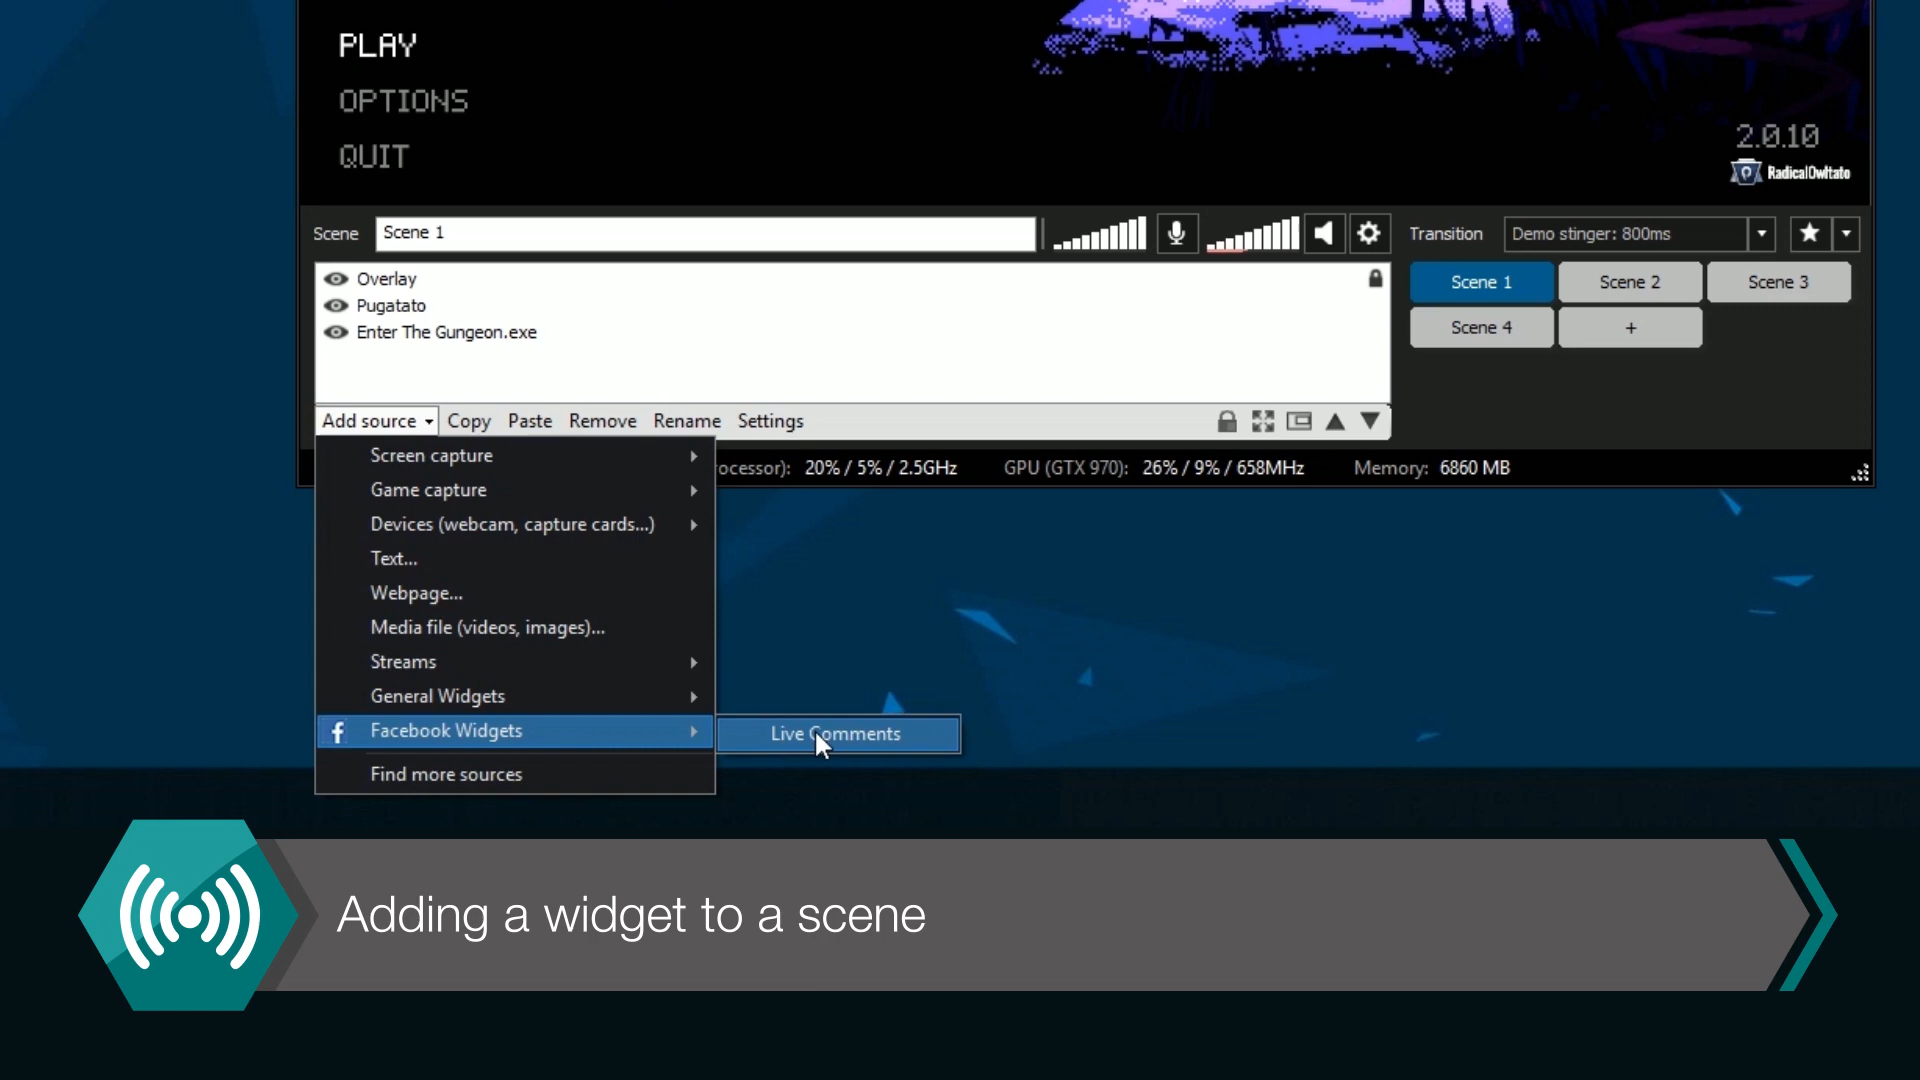 PLAY
OPTIONS
QUIT
2.0.10
RadicalOwltato
Scene Scene 1 Transition Demo stinger: 800ms
Overlay
Pugatato
Enter The Gungeon.exe
Scene 1 Scene 2 Scene 3
Scene 4 +
Add source Copy Paste Remove Rename Settings
rocessor): 20% / 5% / 2.5GHz GPU (GTX 970): 26% / 9% / 658MHz Memory: 6860 MB
Screen capture
Game capture
Devices (webcam, capture cards...)
Text...
Webpage...
Media file (videos, images)...
Streams
General Widgets
Facebook Widgets
Live Comments
Find more sources
Adding a widget to a scene